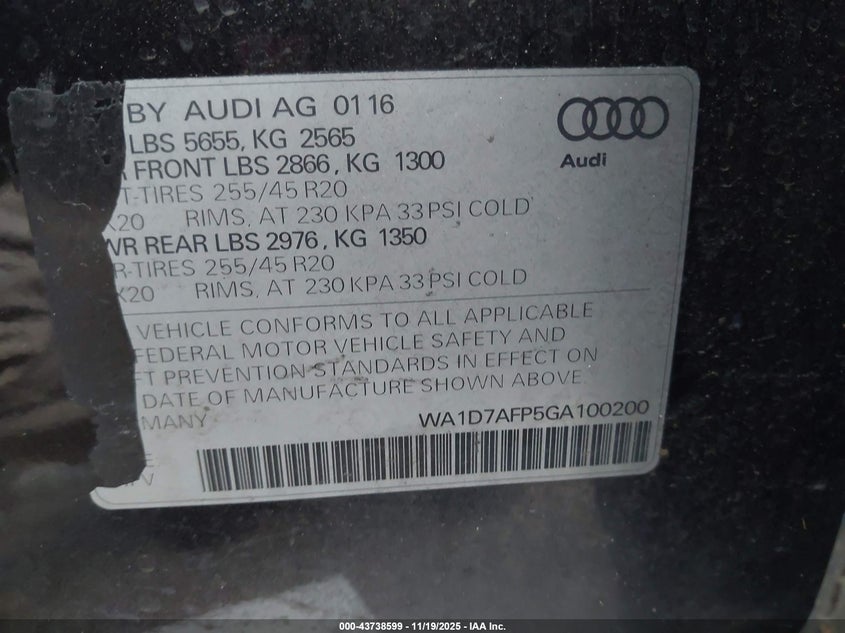 BY AUDI AG 01 16
LBS 5655, KG 2565
FRONT LBS 2866, KG 1300
T-TIRES 255/45 R20
X20 RIMS, AT 230 KPA 33 PSI COLD
WR REAR LBS 2976, KG 1350
R-TIRES 255/45 R20
X20 RIMS, AT 230 KPA 33 PSI COLD
Audi
VEHICLE CONFORMS TO ALL APPLICABLE
FEDERAL MOTOR VEHICLE SAFETY AND
FT PREVENTION STANDARDS IN EFFECT ON
DATE OF MANUFACTURE SHOWN ABOVE.
MANY
WA1D7AFP5GA100200
000-43738599 - 11/19/2025 - IAA Inc.